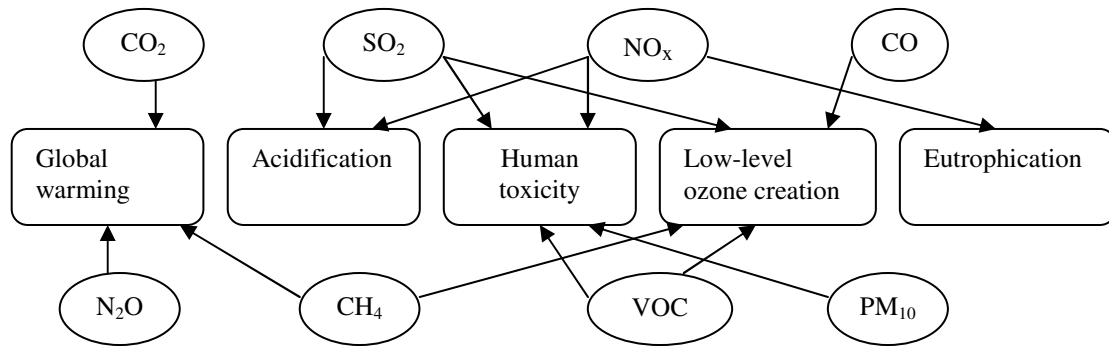 CO₂
SO₂
NOₓ
CO
Global
warming
Acidification
Human
toxicity
Low-level
ozone creation
Eutrophication
N₂O
CH₄
VOC
PM₁₀